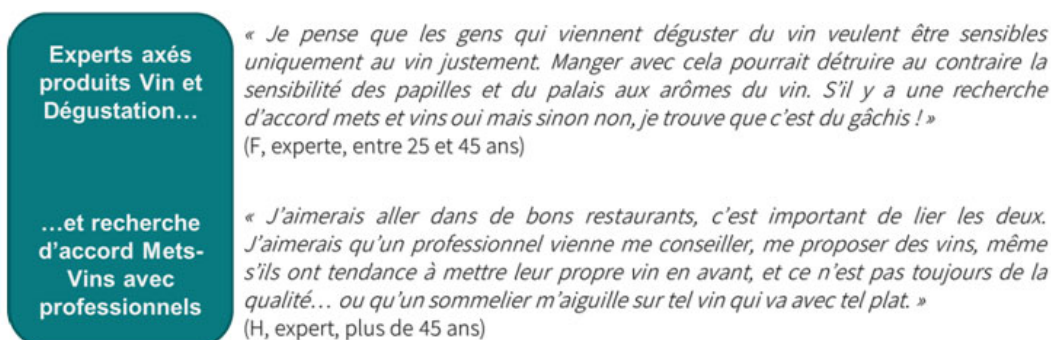 Experts axés
produits Vin et
Dégustation…
« Je pense que les gens qui viennent déguster du vin veulent être sensibles
uniquement au vin justement. Manger avec cela pourrait détruire au contraire la
sensibilité des papilles et du palais aux arômes du vin. S’il y a une recherche
d’accord mets et vins oui mais sinon non, je trouve que c’est du gâchis ! »
(F, experte, entre 25 et 45 ans)
…et recherche
d’accord Mets-
Vins avec
professionnels
« J’aimerais aller dans de bons restaurants, c’est important de lier les deux.
J’aimerais qu’un professionnel vienne me conseiller, me proposer des vins, même
s’ils ont tendance à mettre leur propre vin en avant, et ce n’est pas toujours de la
qualité… ou qu’un sommelier m’aiguille sur tel vin qui va avec tel plat. »
(H, expert, plus de 45 ans)